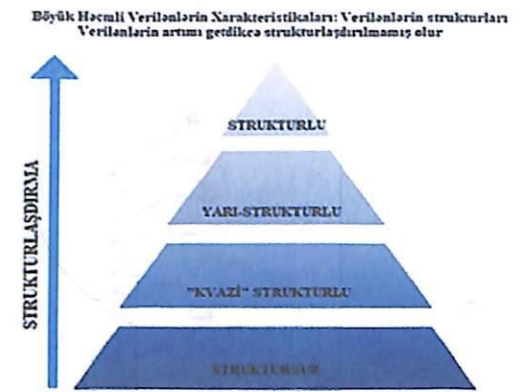 Böyük Həcmli Verilənlərin Xarakteristikaları: Verilənlərin strukturları
Verilənlərin artımı getdikcə strukturlaşdırılmamış olur
STRUKTURLAŞDIRMA
STRUKTURLU
YARI-STRUKTURLU
"KVAZİ" STRUKTURLU
STRUKTURSUZ